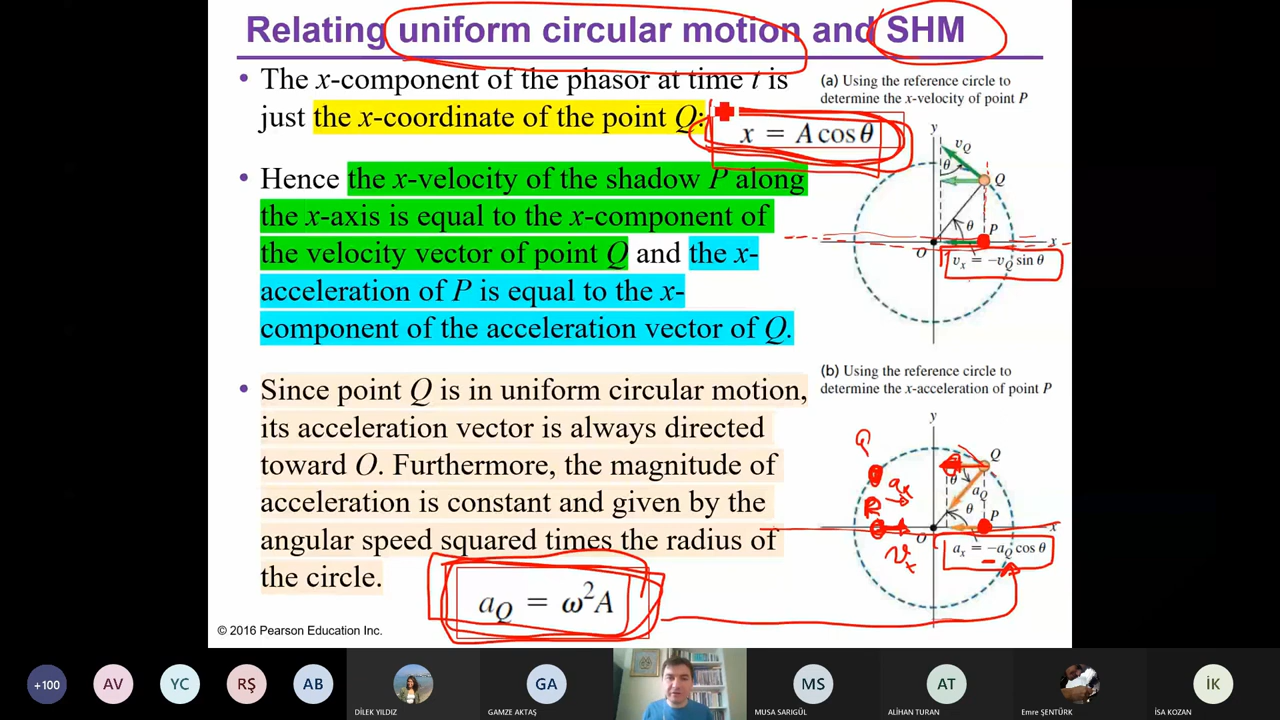 Relating uniform circular motion and SHM
• The x-component of the phasor at time t is
just the x-coordinate of the point Q:
x = A cos θ
• Hence the x-velocity of the shadow P along
the x-axis is equal to the x-component of
the velocity vector of point Q and the x-
acceleration of P is equal to the x-
component of the acceleration vector of Q.
• Since point Q is in uniform circular motion,
its acceleration vector is always directed
toward O. Furthermore, the magnitude of
acceleration is constant and given by the
angular speed squared times the radius of
the circle.
a_Q = ω²A
© 2016 Pearson Education Inc.
(a) Using the reference circle to
determine the x-velocity of point P
y
v_Q
θ
Q
θ
P
O
x
v_x = −v_Q sin θ
(b) Using the reference circle to
determine the x-acceleration of point P
y
Q
θ
a_Q
θ
P
O
x
a_x = −a_Q cos θ
Q
a_x
P
v_x
+100
AV
YC
RŞ
AB
DİLEK YILDIZ
GA
GAMZE AKTAŞ
MS
MUSA SARIGÜL
AT
ALİHAN TURAN
Emre ŞENTÜRK
İK
İSA KOZAN